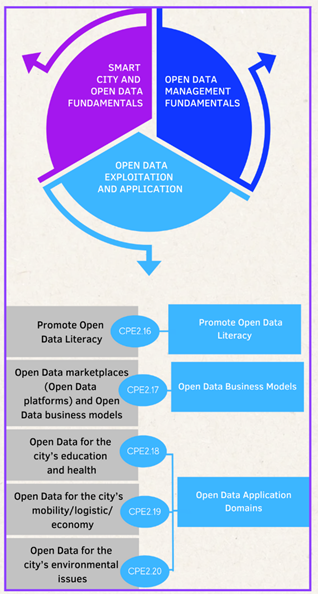 SMART
CITY AND
OPEN DATA
FUNDAMENTALS
OPEN DATA
MANAGEMENT
FUNDAMENTALS
OPEN DATA
EXPLOITATION
AND APPLICATION
Promote Open
Data Literacy
CPE2.16
Promote Open Data
Literacy
Open Data marketplaces
(Open Data
platforms) and Open
Data business models
CPE2.17
Open Data Business Models
Open Data for the
city's education
and health
CPE2.18
Open Data for the city's
mobility/logistic/
economy
CPE2.19
Open Data Application
Domains
Open Data for the
city's environmental
issues
CPE2.20